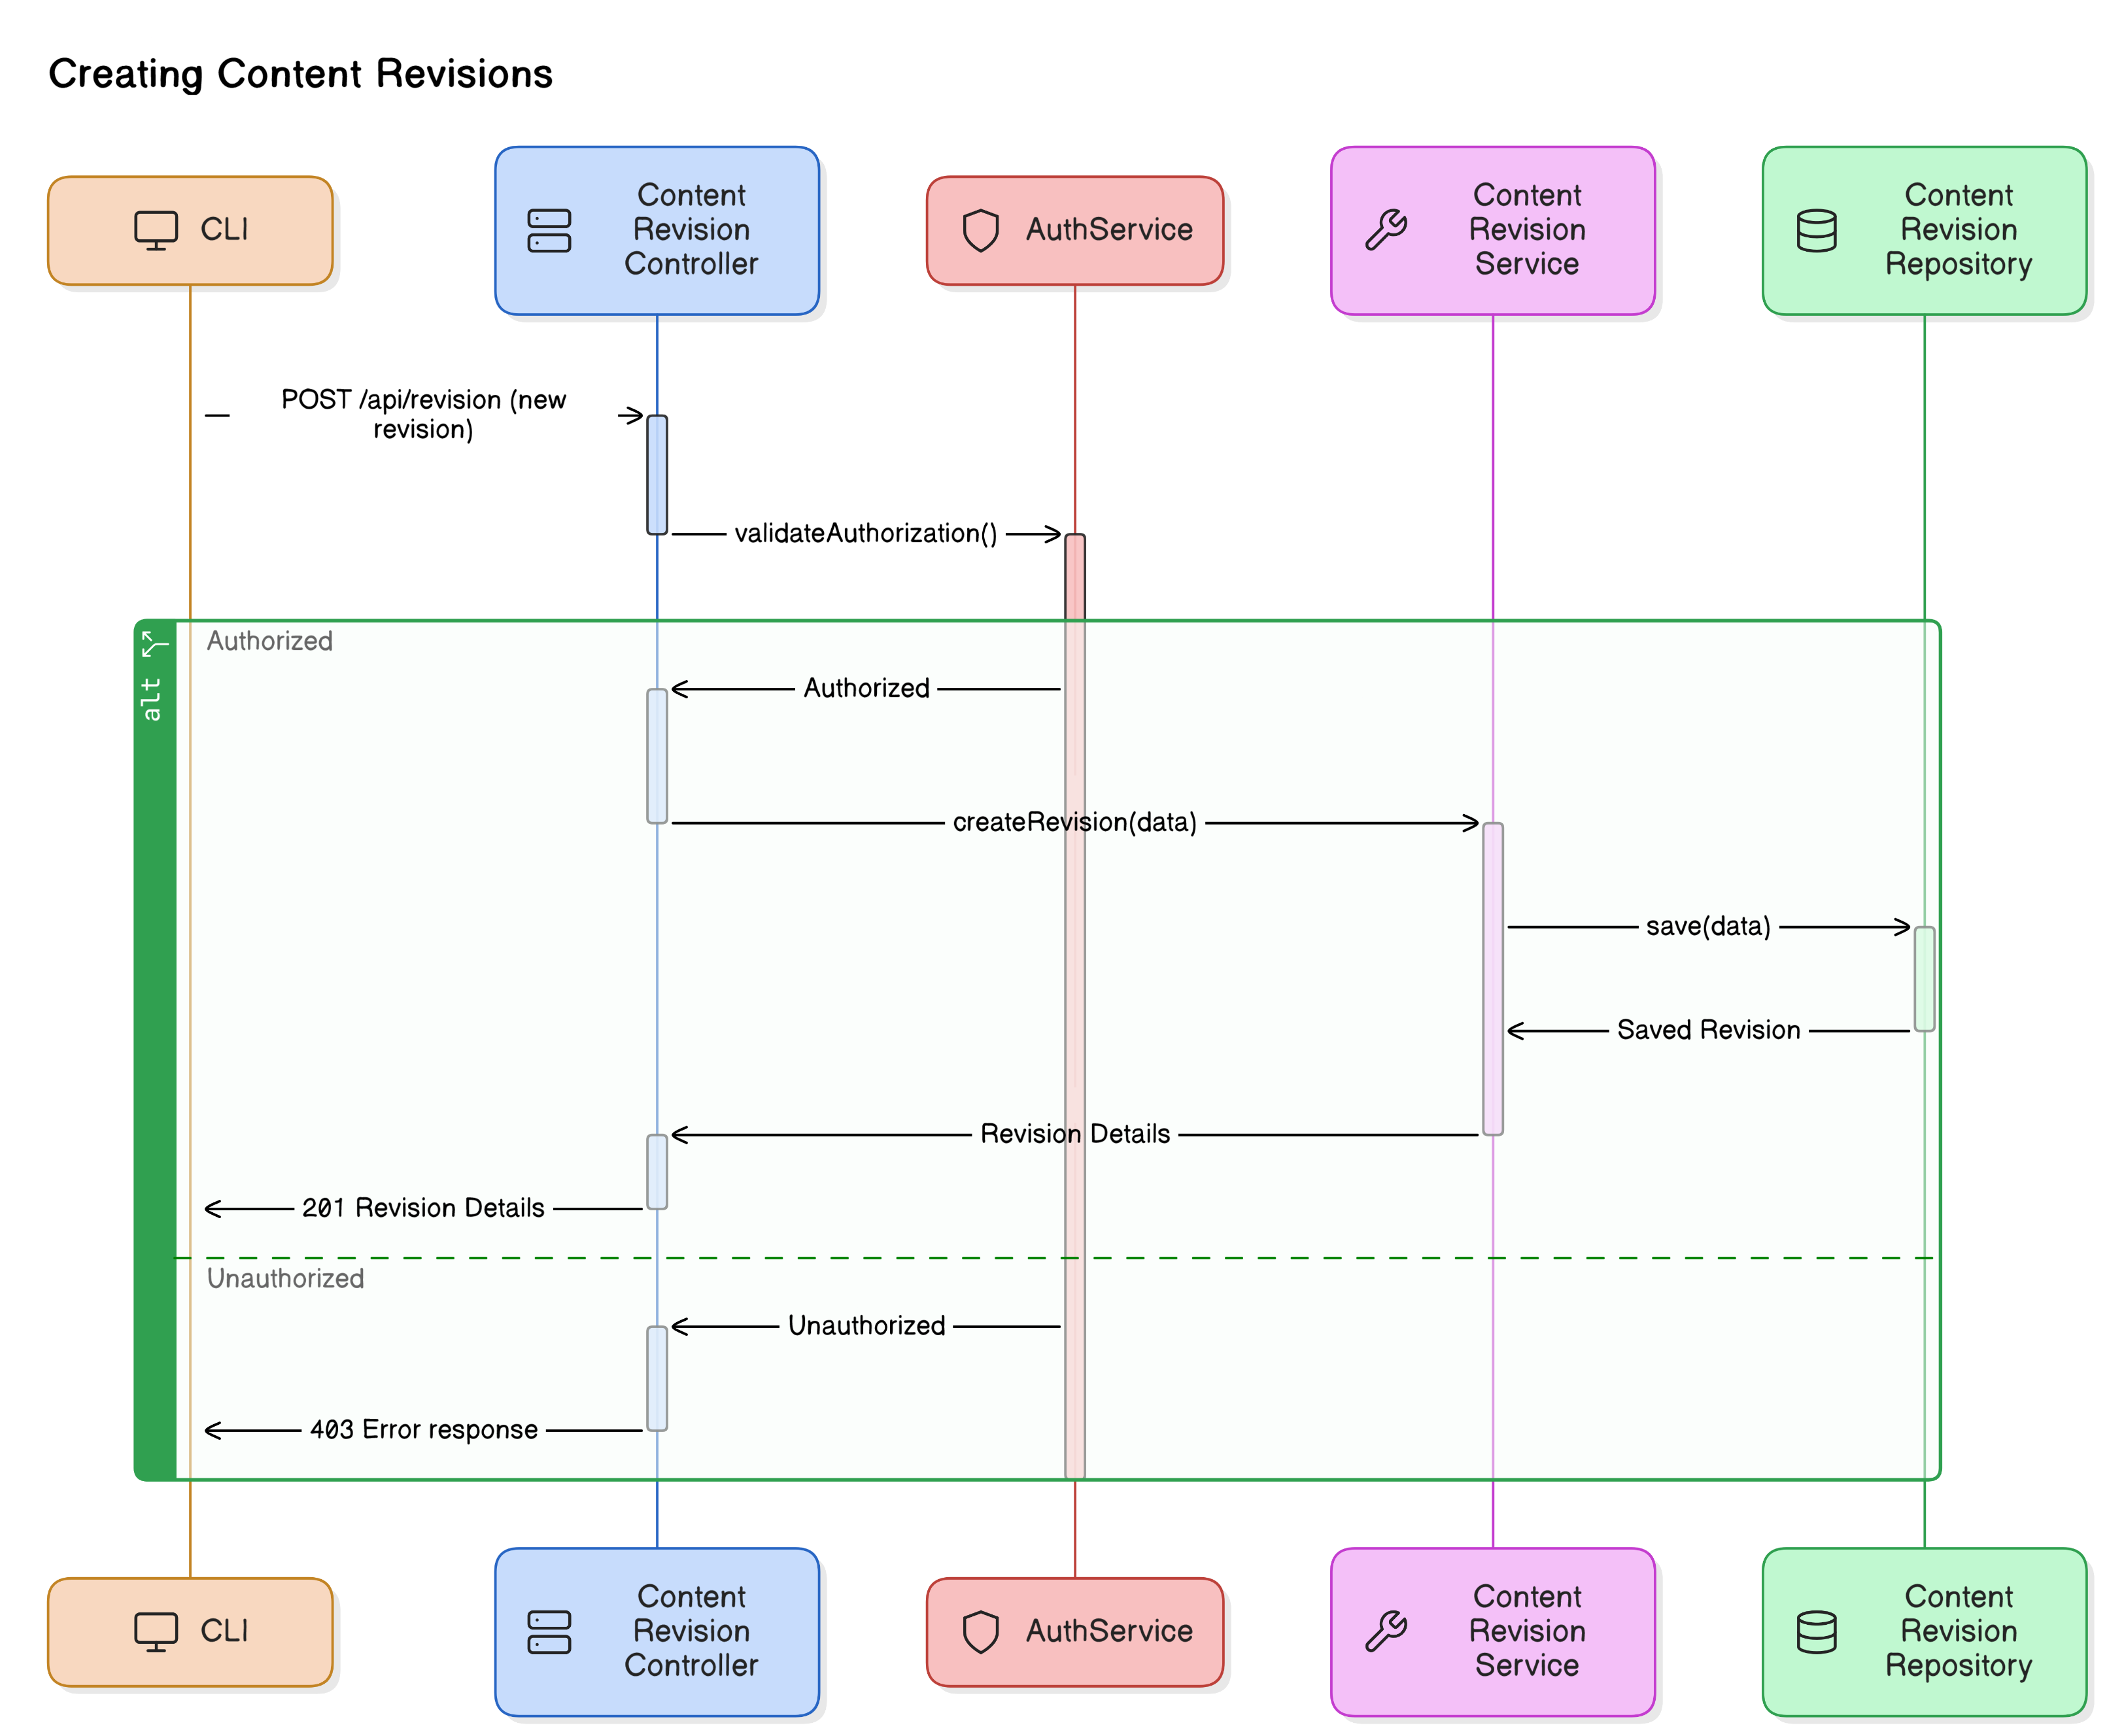 Creating Content Revisions
CLI
Content
Revision
Controller
AuthService
Content
Revision
Service
Content
Revision
Repository
POST /api/revision (new
revision)
validateAuthorization()
alt
Authorized
Authorized
createRevision(data)
save(data)
Saved Revision
Revision Details
201 Revision Details
Unauthorized
Unauthorized
403 Error response
CLI
Content
Revision
Controller
AuthService
Content
Revision
Service
Content
Revision
Repository